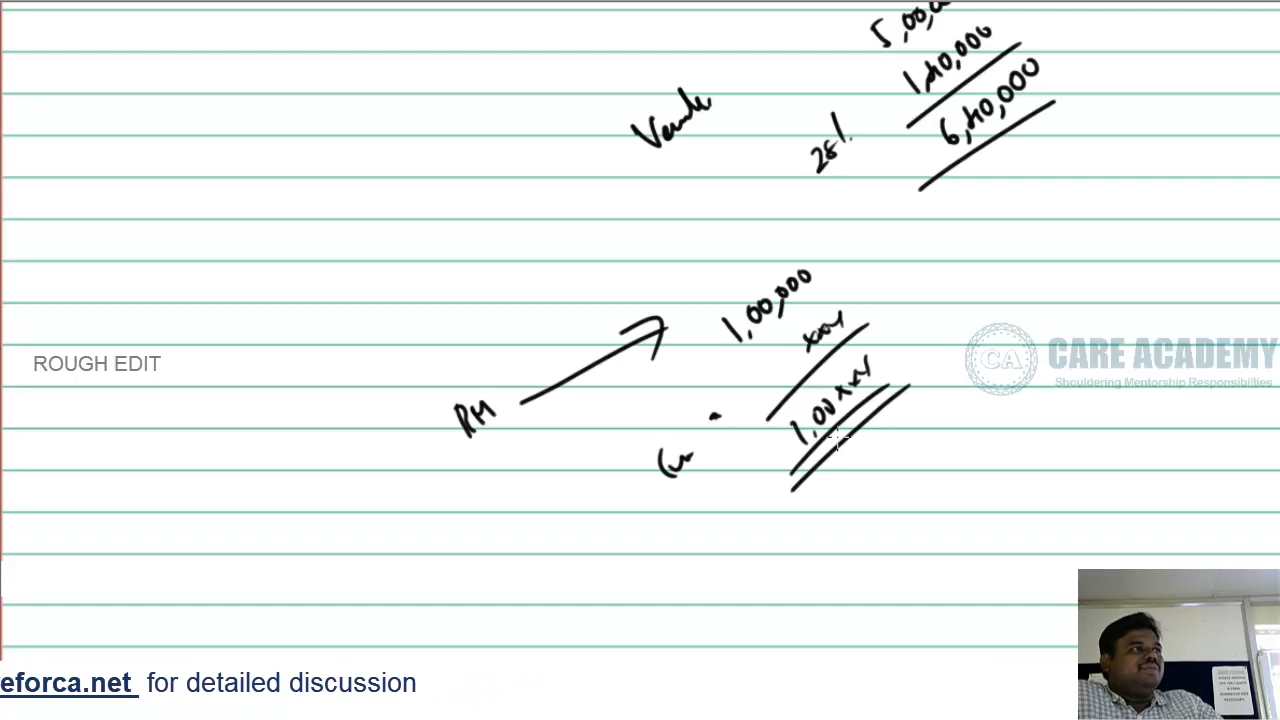 5,00,
1,40,000
28%
6,40,000
1,00,000
xxx
RM
1,00xxx
ROUGH EDIT
CA
CARE ACADEMY
Shouldering Mentorship Responsibilities
eforca.net for detailed discussion